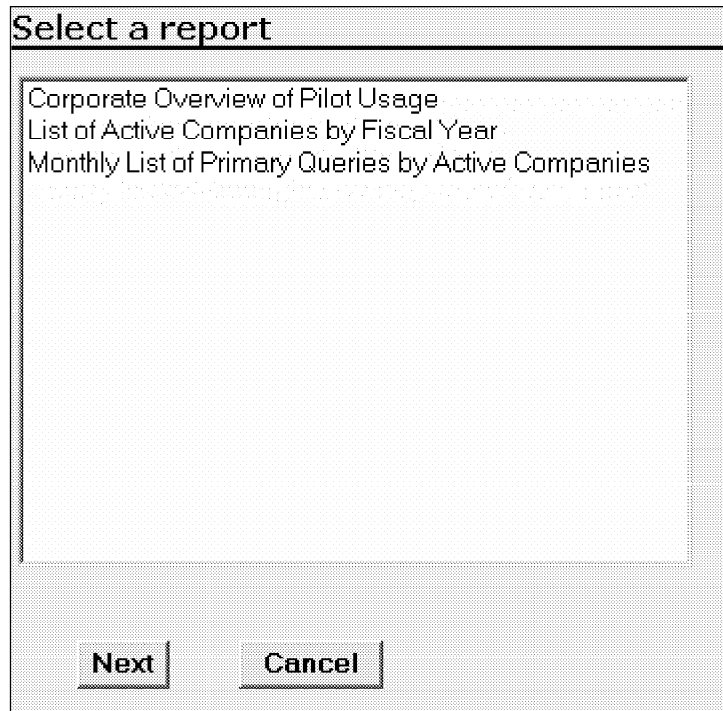 Select a report
Corporate Overview of Pilot Usage
List of Active Companies by Fiscal Year
Monthly List of Primary Queries by Active Companies
Next
Cancel